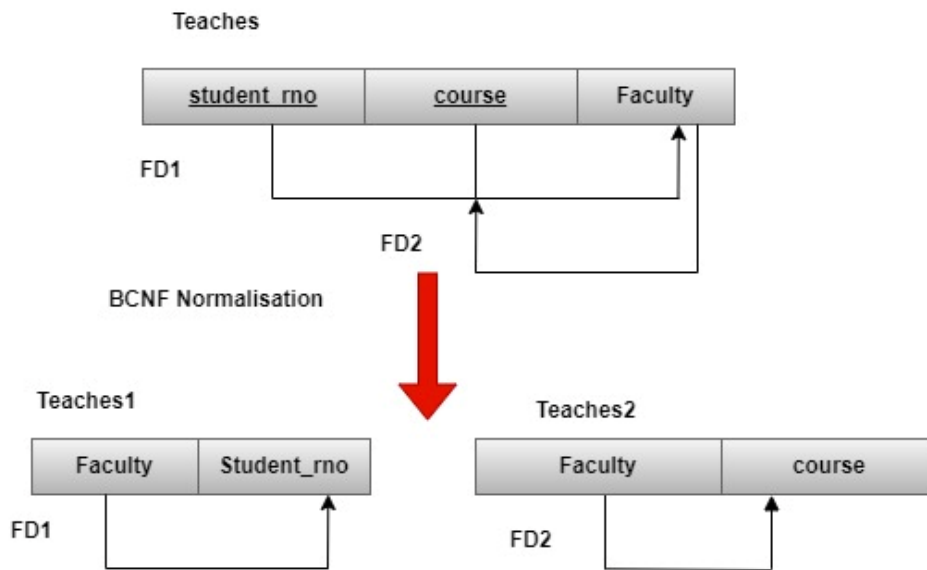 Teaches
student_rno course Faculty
FD1
FD2
BCNF Normalisation
Teaches1
Teaches2
Faculty Student_rno
Faculty course
FD1
FD2